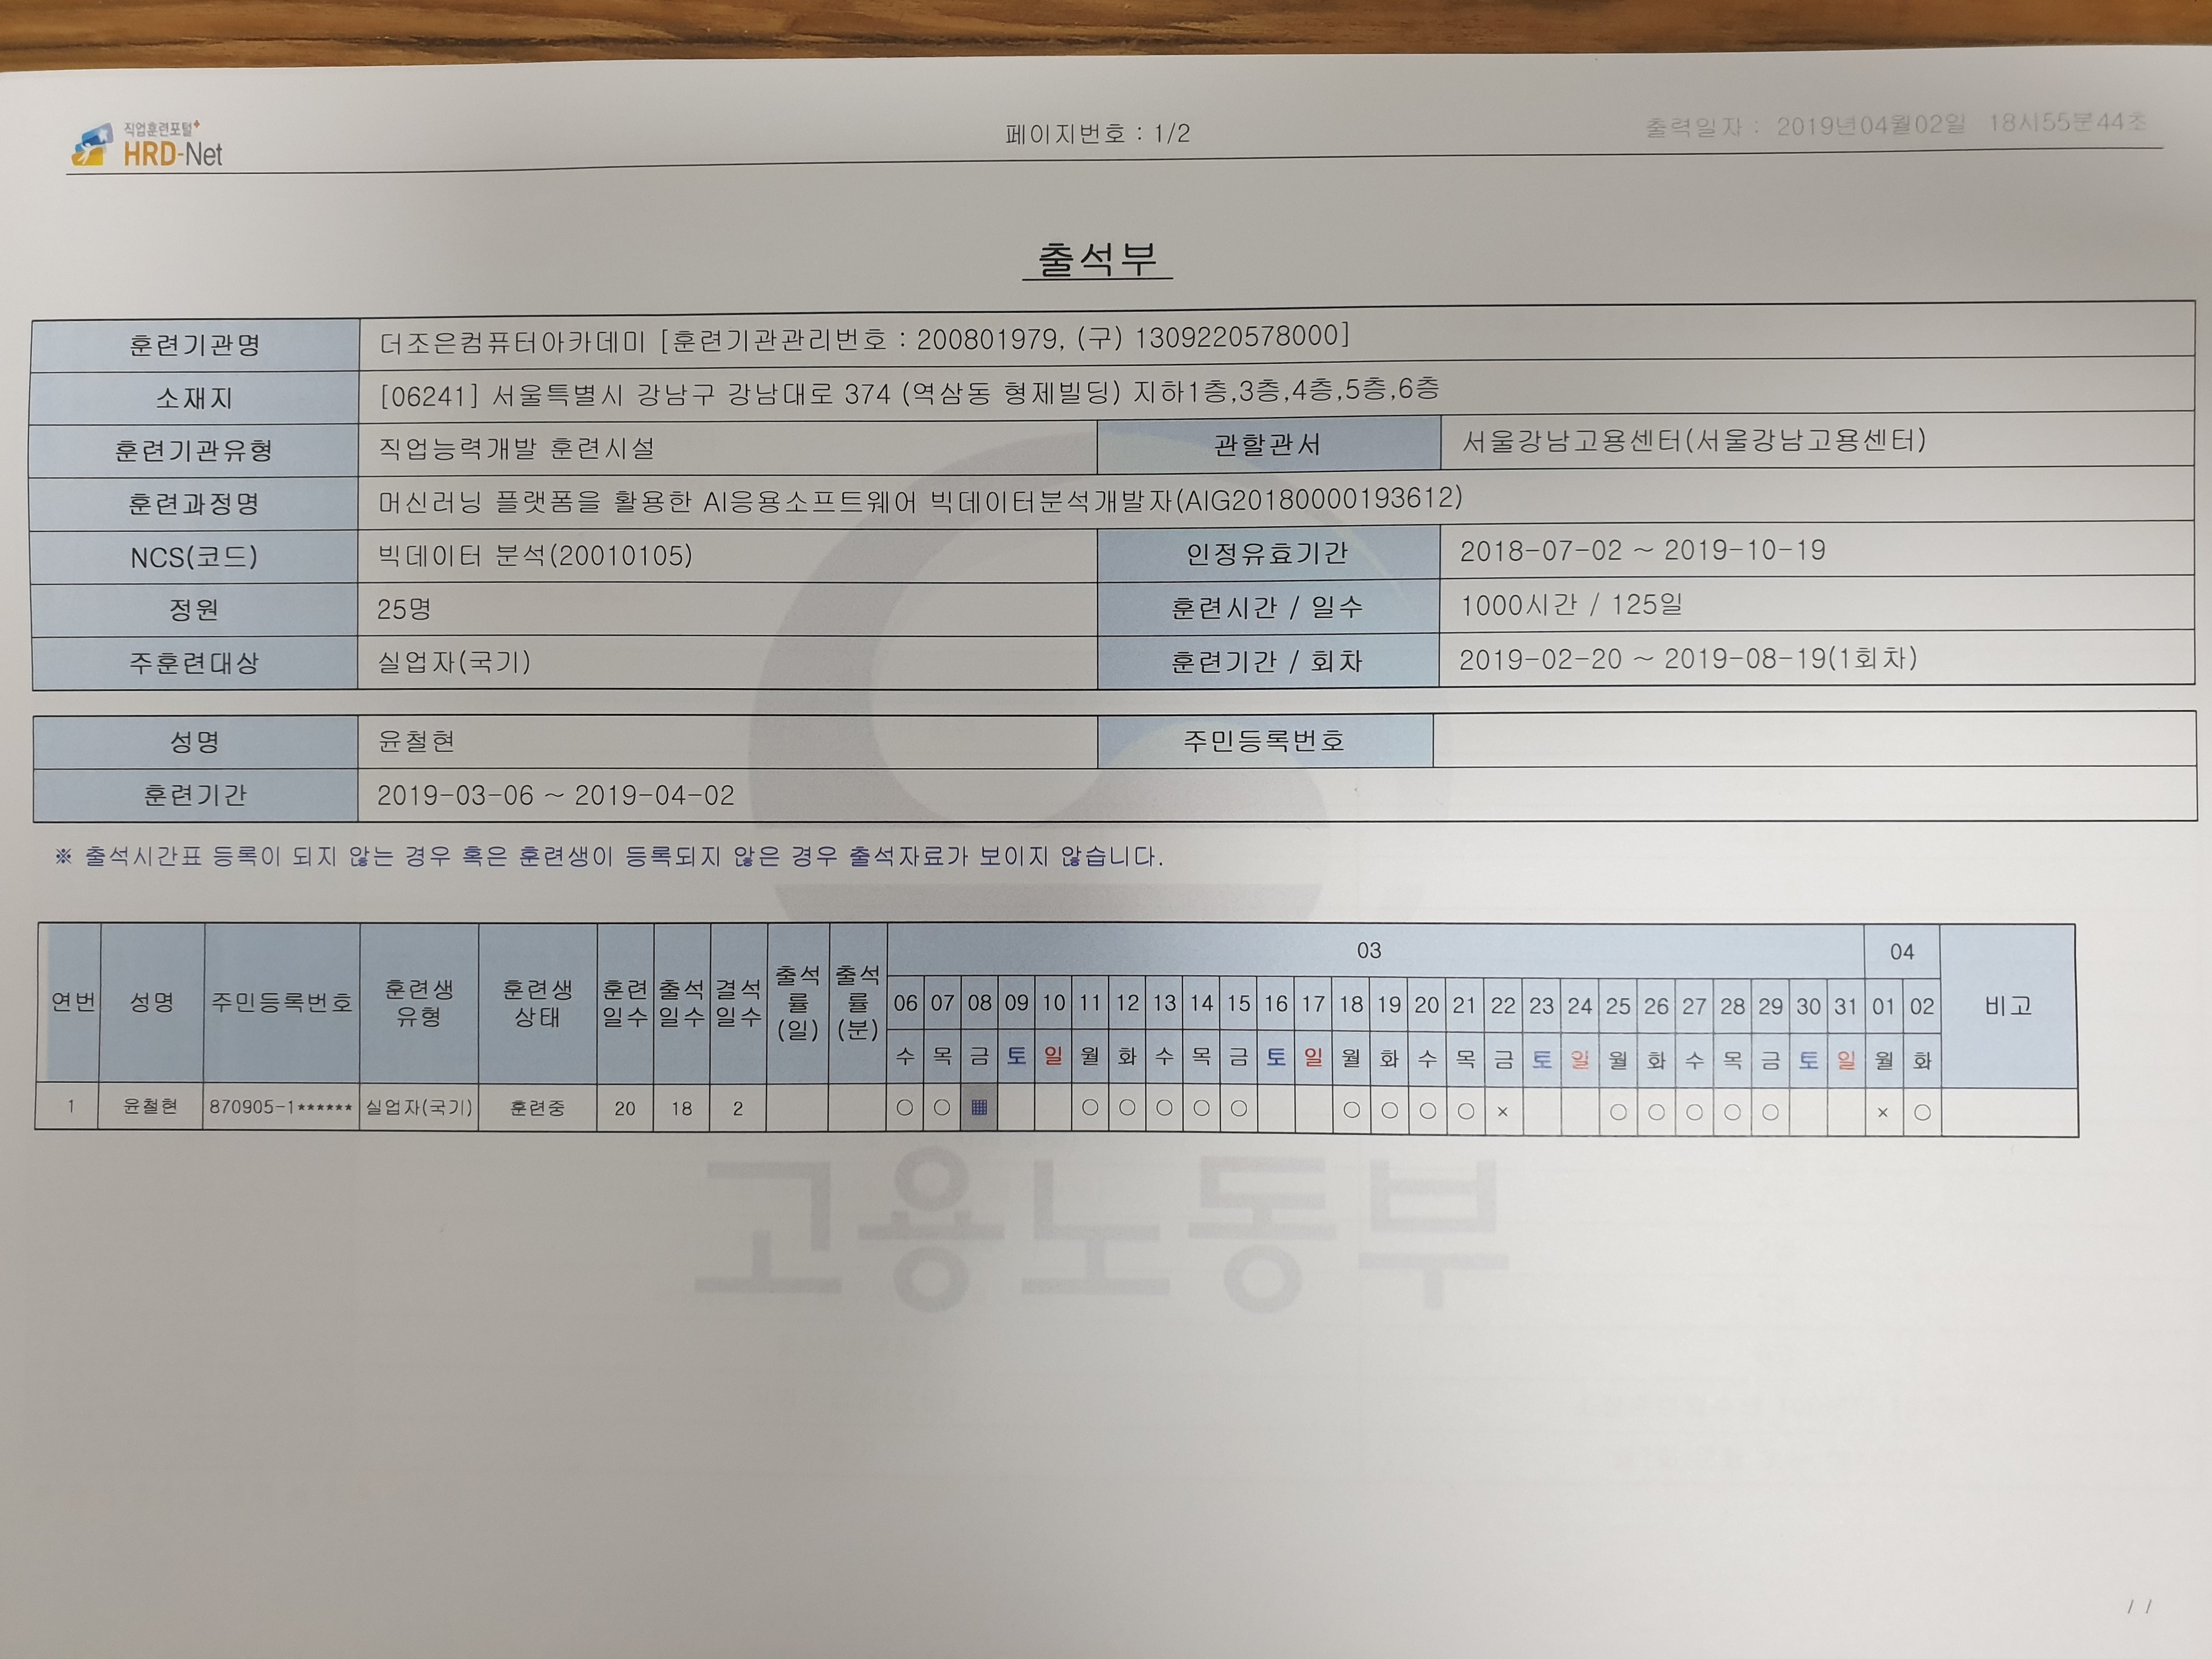 직업훈련포털
HRD-Net
페이지번호 : 1/2
출력일자 : 2019년04월02일 18시55분44초
출석부
훈련기관명 더조은컴퓨터아카데미 [훈련기관관리번호 : 200801979, (구) 1309220578000]
소재지 [06241] 서울특별시 강남구 강남대로 374 (역삼동 형제빌딩) 지하1층,3층,4층,5층,6층
훈련기관유형 직업능력개발 훈련시설 관할관서 서울강남고용센터(서울강남고용센터)
훈련과정명 머신러닝 플랫폼을 활용한 AI응용소프트웨어 빅데이터분석개발자(AIG20180000193612)
NCS(코드) 빅데이터 분석(20010105) 인정유효기간 2018-07-02 ~ 2019-10-19
정원 25명 훈련시간 / 일수 1000시간 / 125일
주훈련대상 실업자(국기) 훈련기간 / 회차 2019-02-20 ~ 2019-08-19(1회차)
성명 윤철현 주민등록번호
훈련기간 2019-03-06 ~ 2019-04-02
※ 출석시간표 등록이 되지 않는 경우 혹은 훈련생이 등록되지 않은 경우 출석자료가 보이지 않습니다.
연번 성명 주민등록번호 훈련생 유형 훈련생 상태 훈련 일수 출석 일수 결석 일수 출석 률 (일) 출석 률 (분) 03 04 비고
06 07 08 09 10 11 12 13 14 15 16 17 18 19 20 21 22 23 24 25 26 27 28 29 30 31 01 02
수 목 금 토 일 월 화 수 목 금 토 일 월 화 수 목 금 토 일 월 화 수 목 금 토 일 월 화
1 윤철현 870905-1****** 실업자(국기) 훈련중 20 18 2 ○ ○ ▦ ○ ○ ○ ○ ○ ○ ○ ○ ○ × ○ ○ ○ ○ ○ × ○
고용노동부
/ /